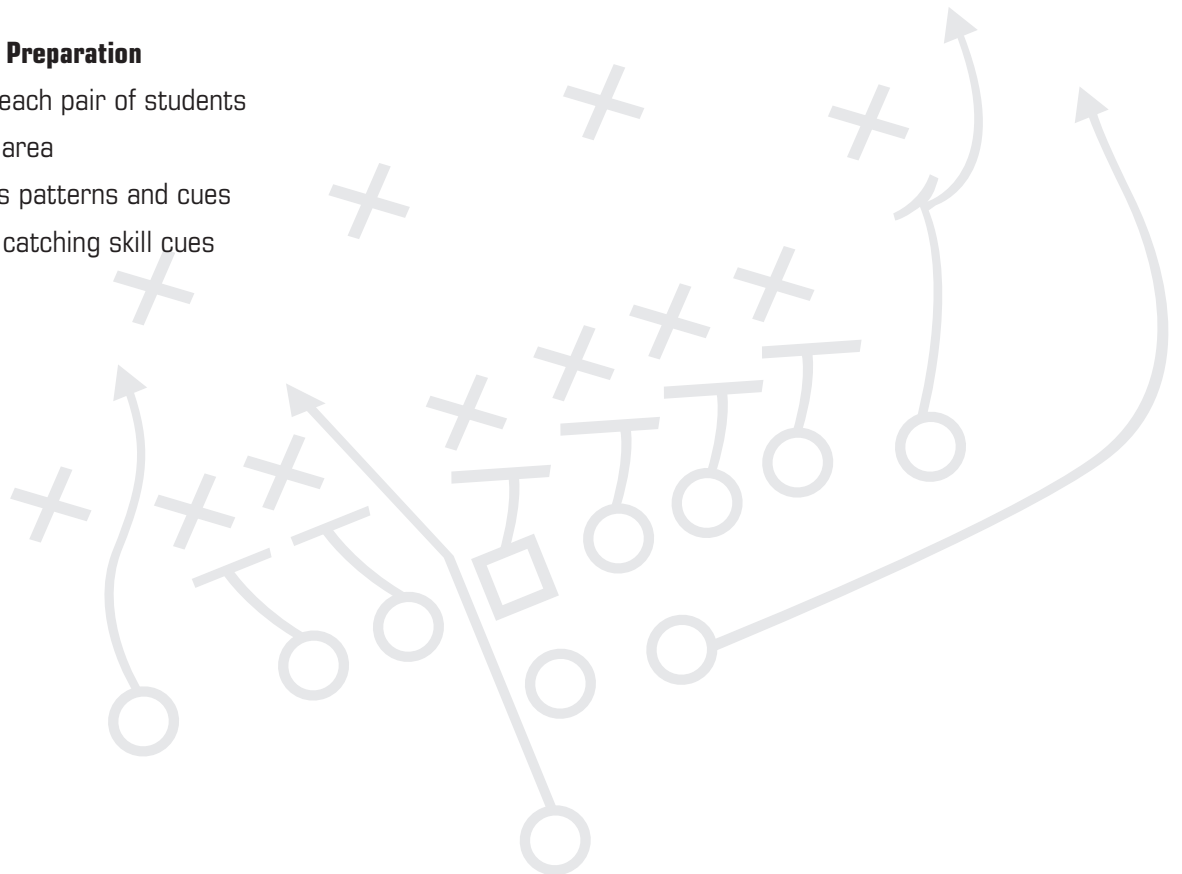 Preparation
each pair of students
area
s patterns and cues
catching skill cues